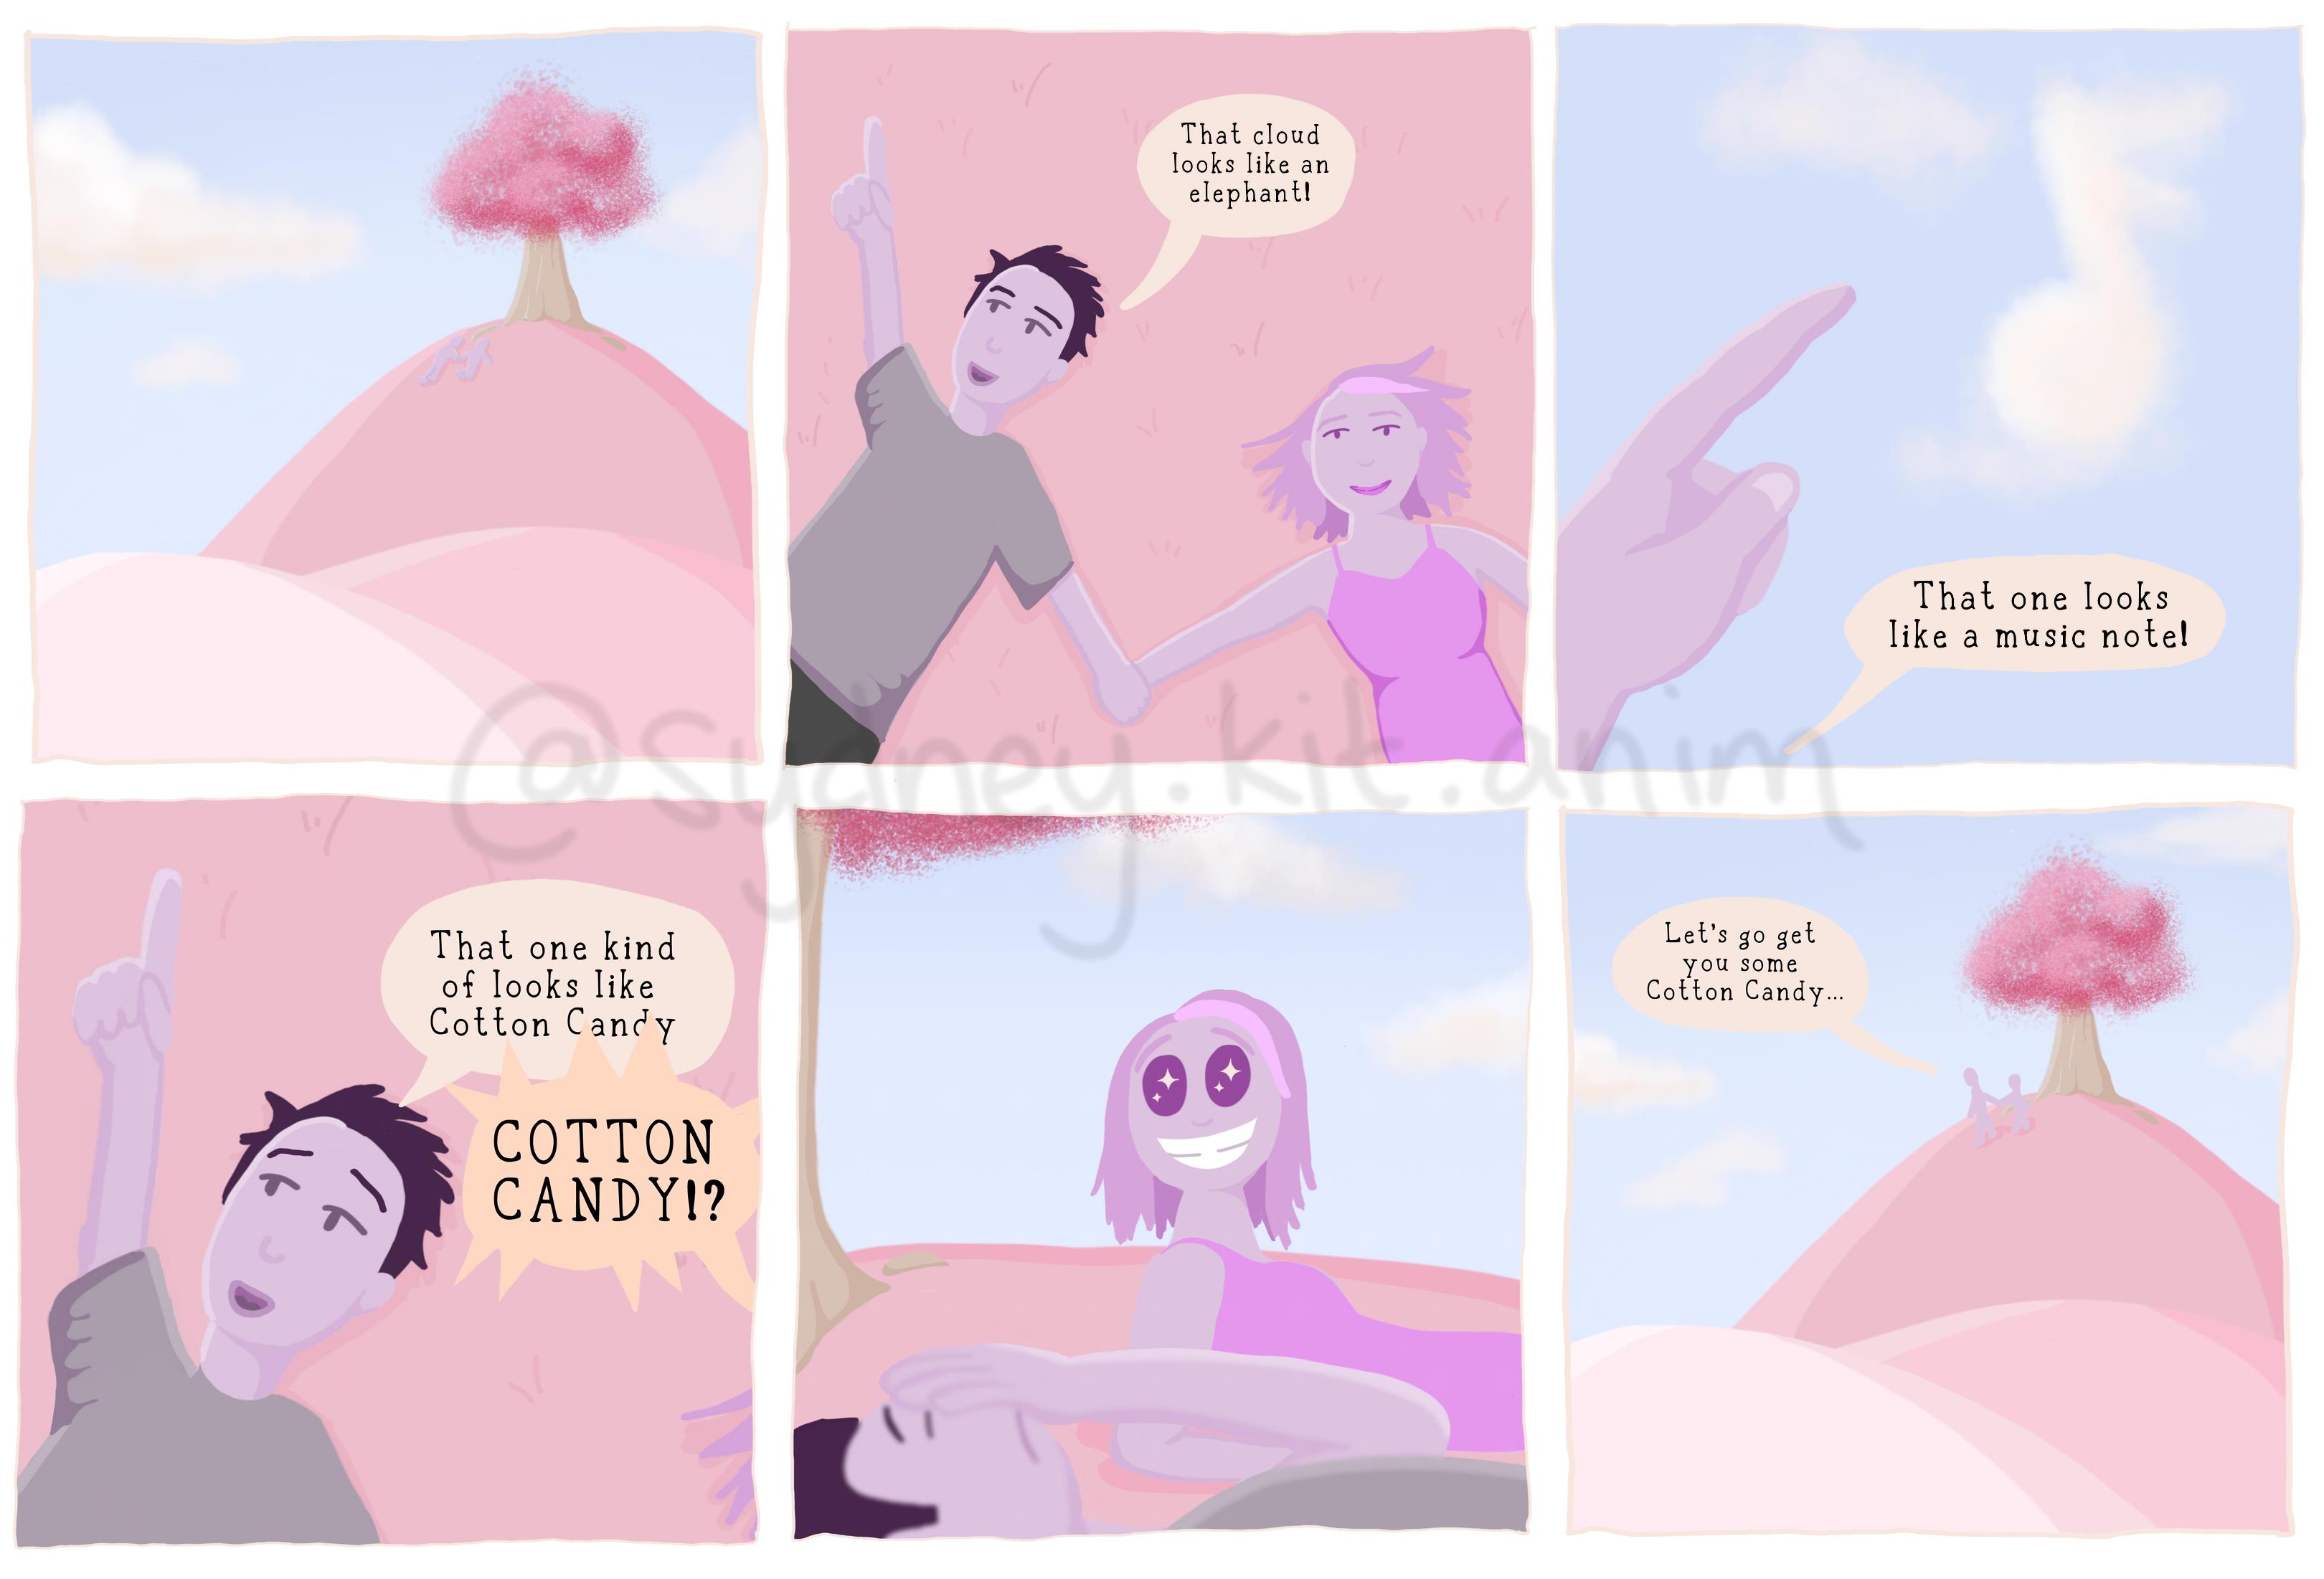 That cloud
looks like an
elephant!
That one looks
like a music note!
@sydney.kit.anim
That one kind
of looks like
Cotton Candy
COTTON
CANDY!?
Let's go get
you some
Cotton Candy...